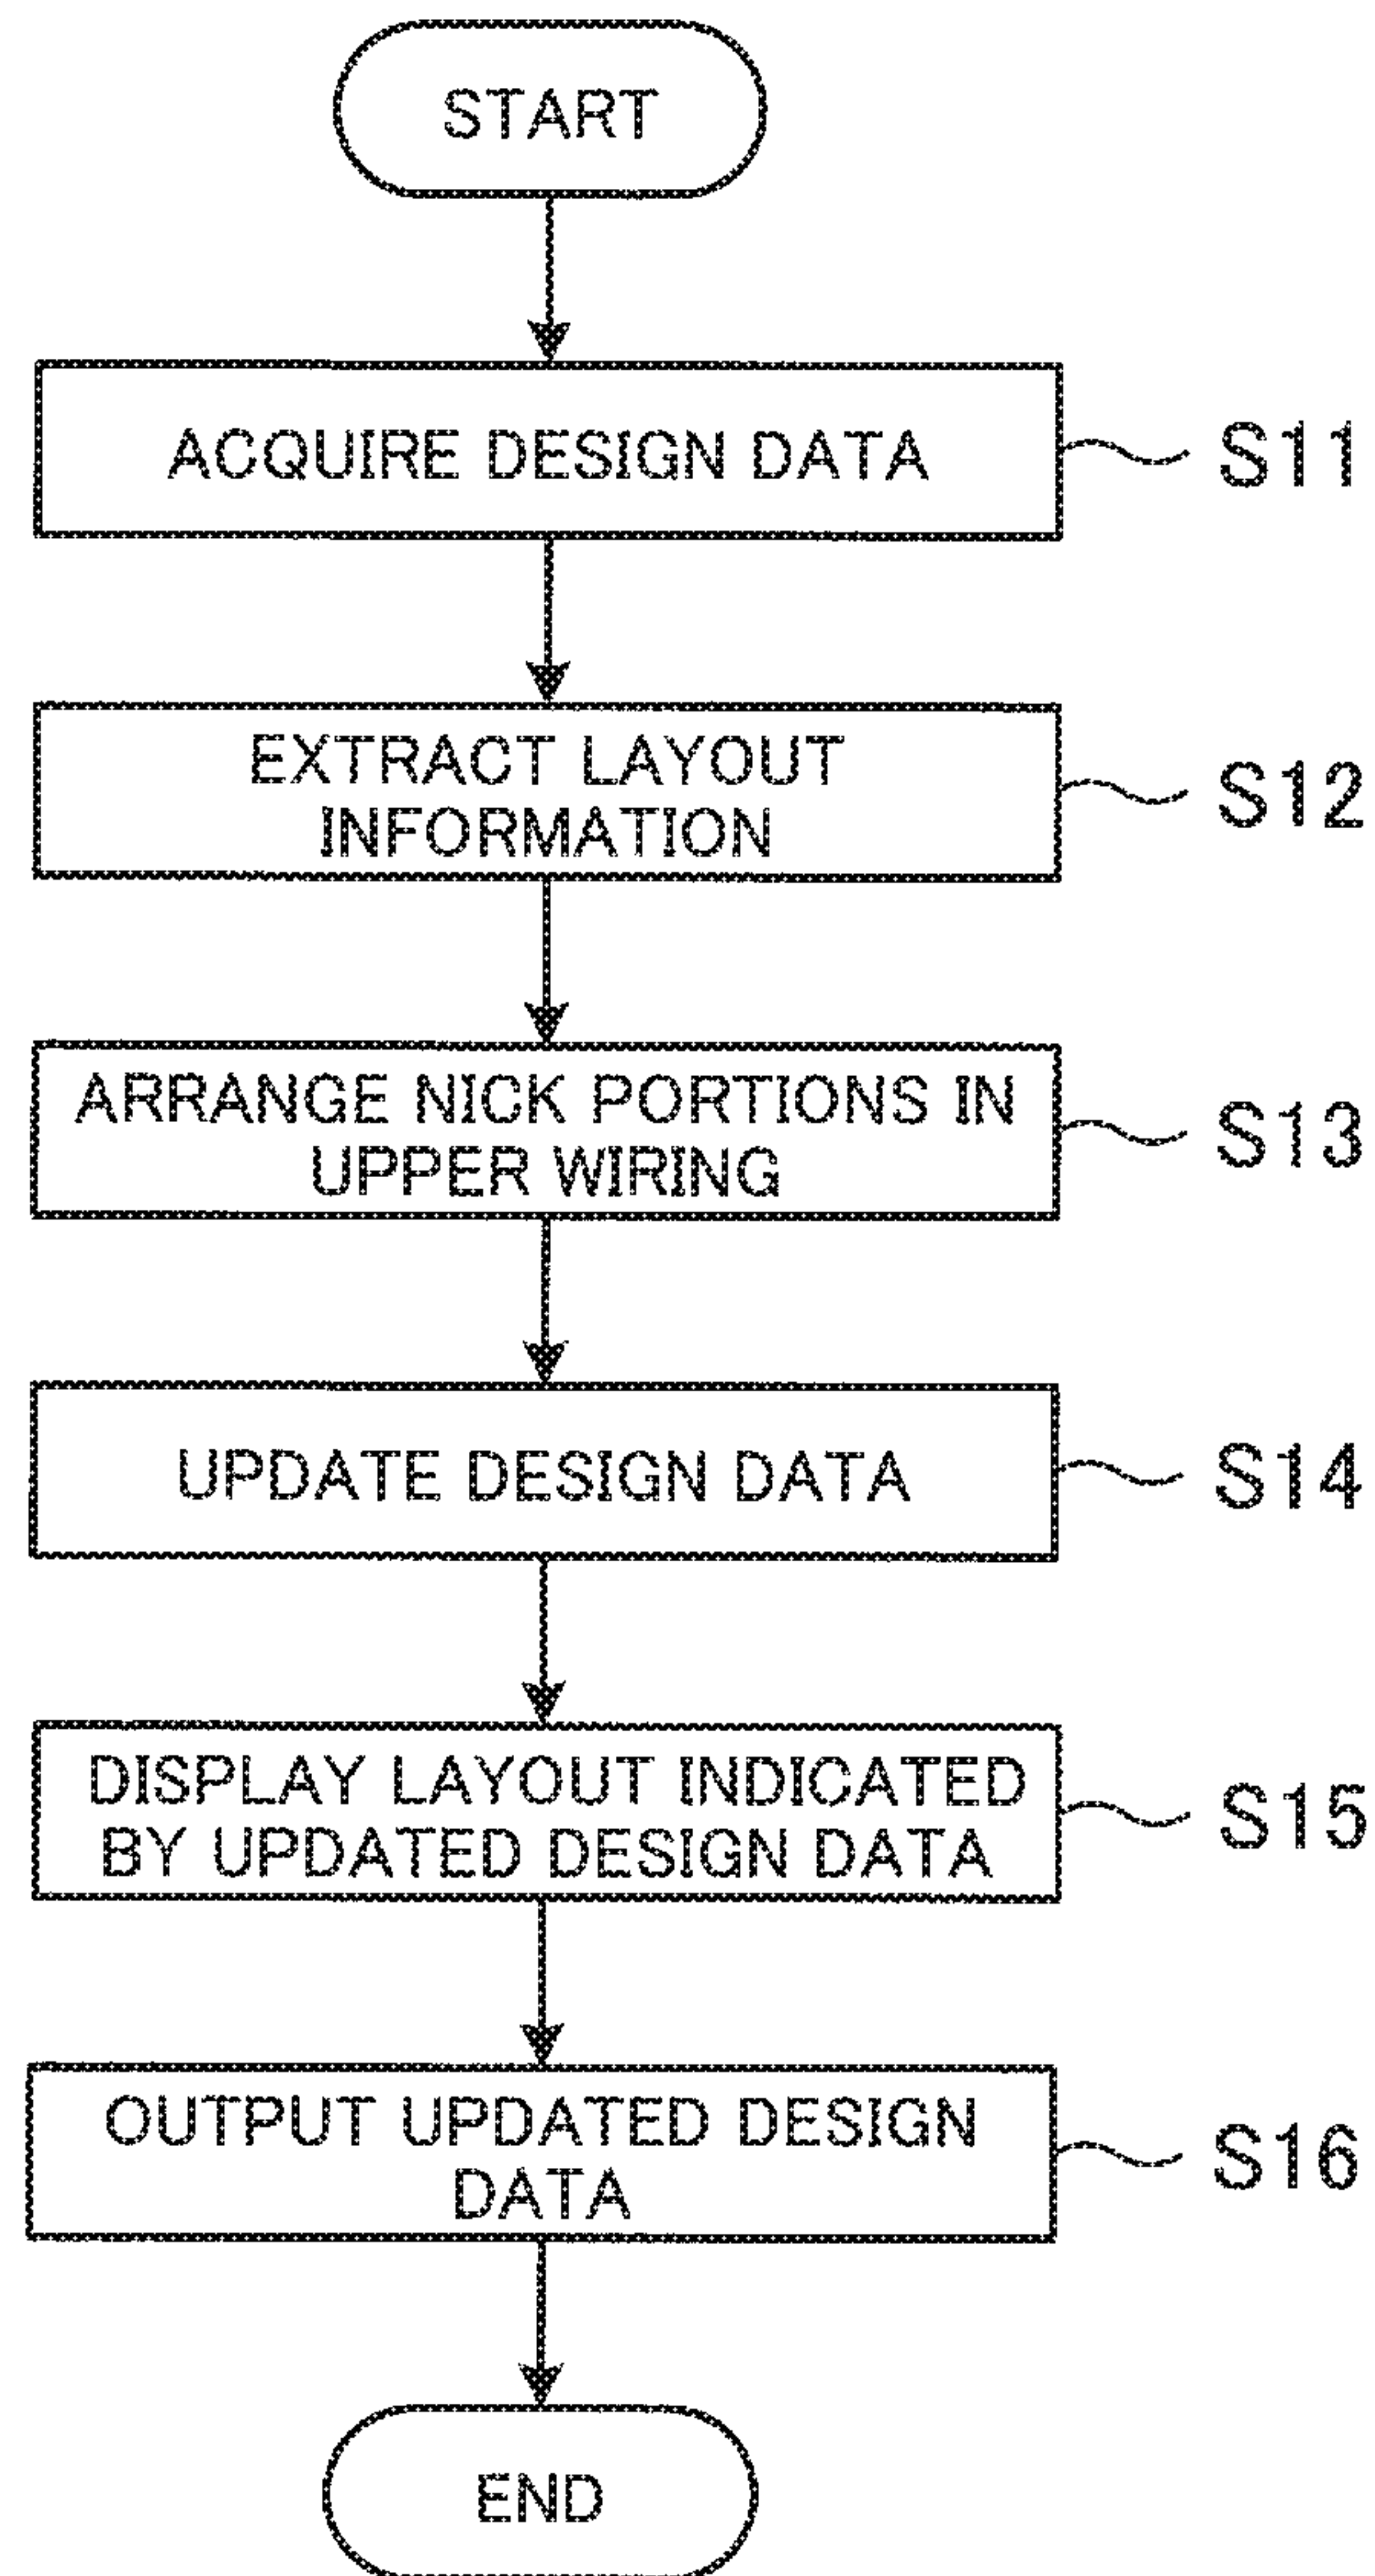 START
ACQUIRE DESIGN DATA
S11
EXTRACT LAYOUT
INFORMATION
S12
ARRANGE NICK PORTIONS IN
UPPER WIRING
S13
UPDATE DESIGN DATA
S14
DISPLAY LAYOUT INDICATED
BY UPDATED DESIGN DATA
S15
OUTPUT UPDATED DESIGN
DATA
S16
END